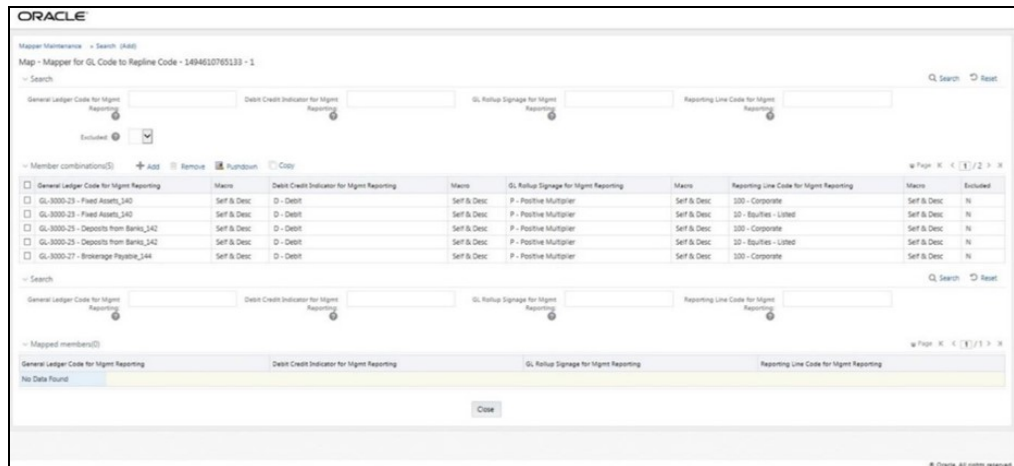 ORACLE
Mapper Maintenance » Search (Add)
Map - Mapper for GL Code to Repline Code - 1494610765133 - 1
Search
Search Reset
General Ledger Code for Mgmt Reporting:
Debit Credit Indicator for Mgmt Reporting:
GL Rollup Signage for Mgmt Reporting:
Reporting Line Code for Mgmt Reporting:
Excluded:
Member combinations(5) Add Remove Pushdown Copy
Page 1 / 2
General Ledger Code for Mgmt Reporting Macro Debit Credit Indicator for Mgmt Reporting Macro GL Rollup Signage for Mgmt Reporting Macro Reporting Line Code for Mgmt Reporting Macro Excluded
GL-3000-23 - Fixed Assets_140 Self & Desc D - Debit Self & Desc P - Positive Multiplier Self & Desc 100 - Corporate Self & Desc N
GL-3000-23 - Fixed Assets_140 Self & Desc D - Debit Self & Desc P - Positive Multiplier Self & Desc 10 - Equities - Listed Self & Desc N
GL-3000-25 - Deposits from Banks_142 Self & Desc D - Debit Self & Desc P - Positive Multiplier Self & Desc 100 - Corporate Self & Desc N
GL-3000-25 - Deposits from Banks_142 Self & Desc D - Debit Self & Desc P - Positive Multiplier Self & Desc 10 - Equities - Listed Self & Desc N
GL-3000-27 - Brokerage Payable_144 Self & Desc D - Debit Self & Desc P - Positive Multiplier Self & Desc 100 - Corporate Self & Desc N
Search
Search Reset
General Ledger Code for Mgmt Reporting:
Debit Credit Indicator for Mgmt Reporting:
GL Rollup Signage for Mgmt Reporting:
Reporting Line Code for Mgmt Reporting:
Mapped members(0)
Page 1 / 1
General Ledger Code for Mgmt Reporting Debit Credit Indicator for Mgmt Reporting GL Rollup Signage for Mgmt Reporting Reporting Line Code for Mgmt Reporting
No Data Found
Close
© Oracle. All rights reserved.